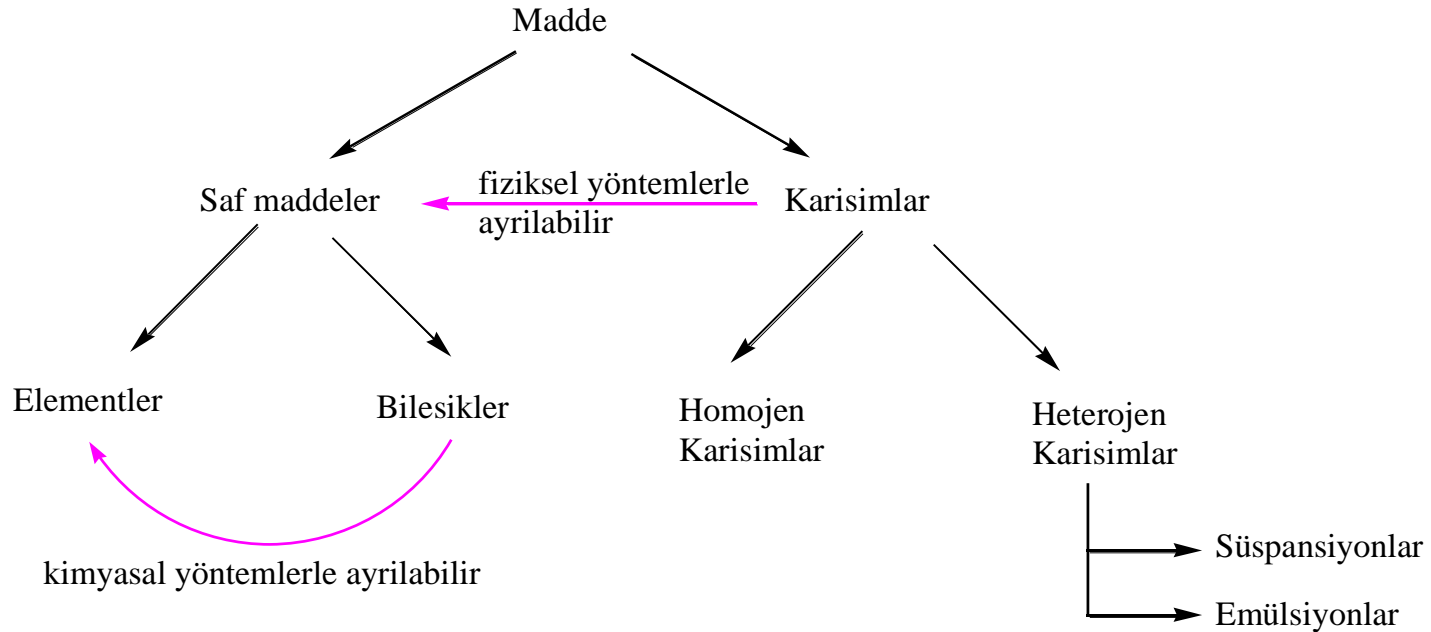 Madde
Saf maddeler
fiziksel yöntemlerle
ayrilabilir
Karisimlar
Elementler
Bilesikler
Homojen
Karisimlar
Heterojen
Karisimlar
kimyasal yöntemlerle ayrilabilir
Süspansiyonlar
Emülsiyonlar